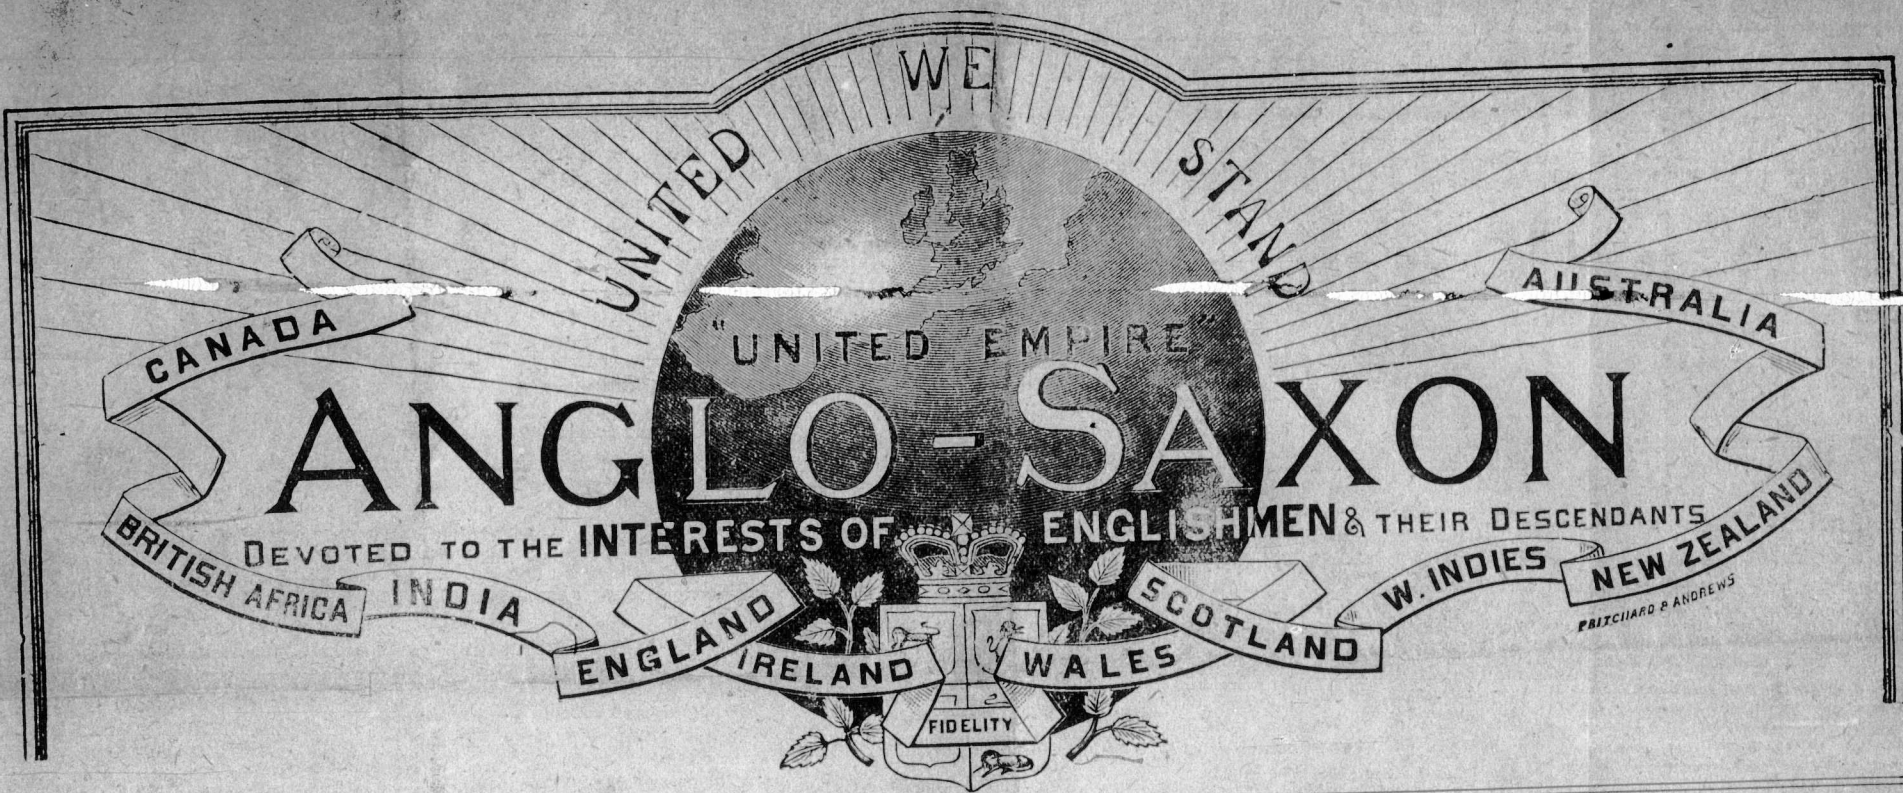 UNITED WE STAND
"UNITED EMPIRE"
ANGLO-SAXON
DEVOTED TO THE INTERESTS OF ENGLISHMEN & THEIR DESCENDANTS
CANADA
BRITISH AFRICA
INDIA
ENGLAND
IRELAND
FIDELITY
WALES
SCOTLAND
W. INDIES
NEW ZEALAND
AUSTRALIA
PRITCHARD & ANDREWS